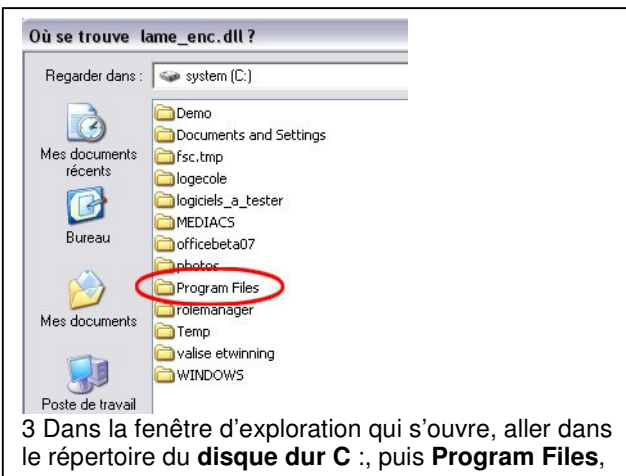 Où se trouve lame_enc.dll ?
Regarder dans :
system (C:)
Mes documents
récents
Bureau
Mes documents
Poste de travail
Demo
Documents and Settings
fsc.tmp
logecole
logiciels_a_tester
MEDIACS
officebeta07
photos
Program Files
rolemanager
Temp
valise etwinning
WINDOWS
3 Dans la fenêtre d'exploration qui s'ouvre, aller dans
le répertoire du disque dur C :, puis Program Files,